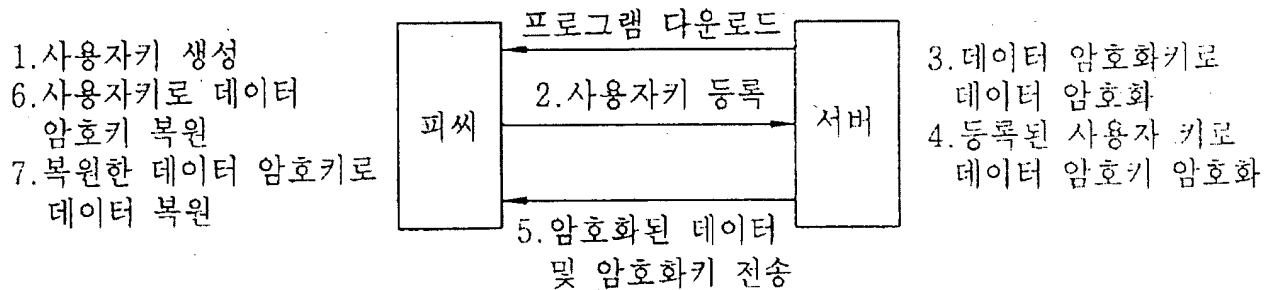 프로그램 다운로드
1.사용자키 생성
6.사용자키로 데이터
암호키 복원
7.복원한 데이터 암호키로
데이터 복원
피씨
2.사용자키 등록
서버
3.데이터 암호화키로
데이터 암호화
4.등록된 사용자 키로
데이터 암호키 암호화
5.암호화된 데이터
및 암호화키 전송